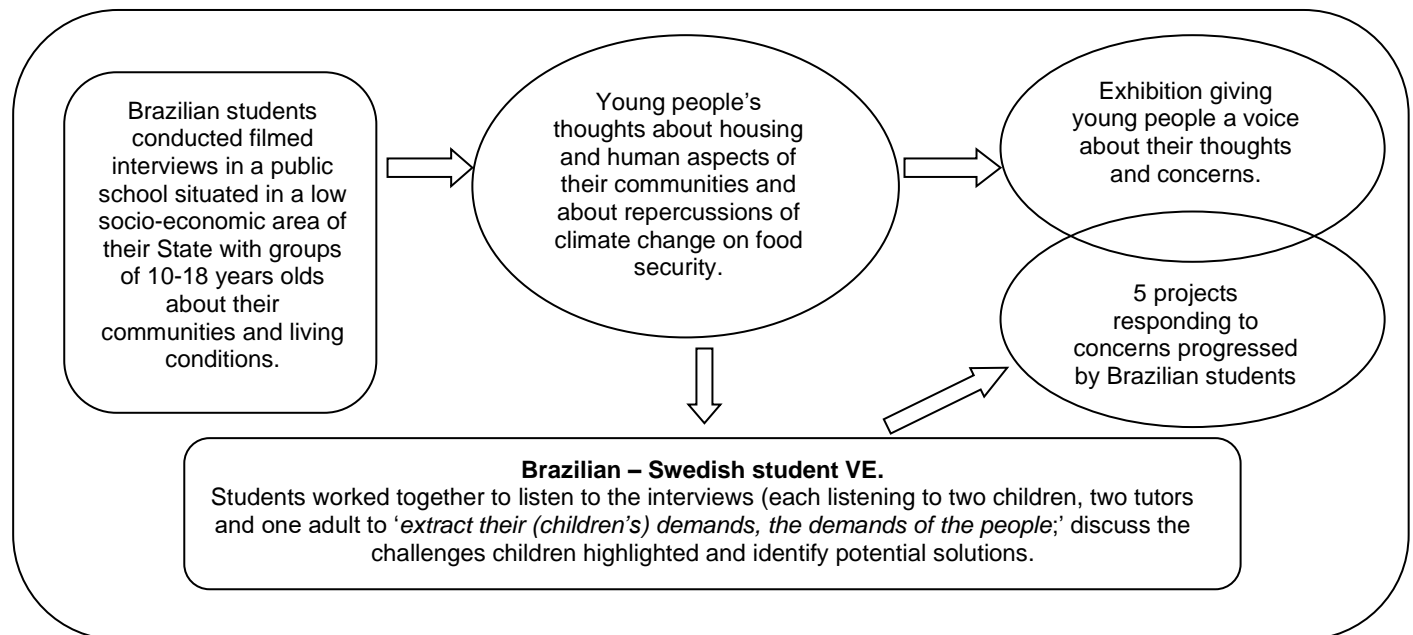 Brazilian students
conducted filmed
interviews in a public
school situated in a low
socio-economic area of
their State with groups
of 10-18 years olds
about their
communities and living
conditions.
Young people’s
thoughts about housing
and human aspects of
their communities and
about repercussions of
climate change on food
security.
Exhibition giving
young people a voice
about their thoughts
and concerns.
5 projects
responding to
concerns progressed
by Brazilian students
Brazilian – Swedish student VE.
Students worked together to listen to the interviews (each listening to two children, two tutors
and one adult to ‘extract their (children’s) demands, the demands of the people;’ discuss the
challenges children highlighted and identify potential solutions.